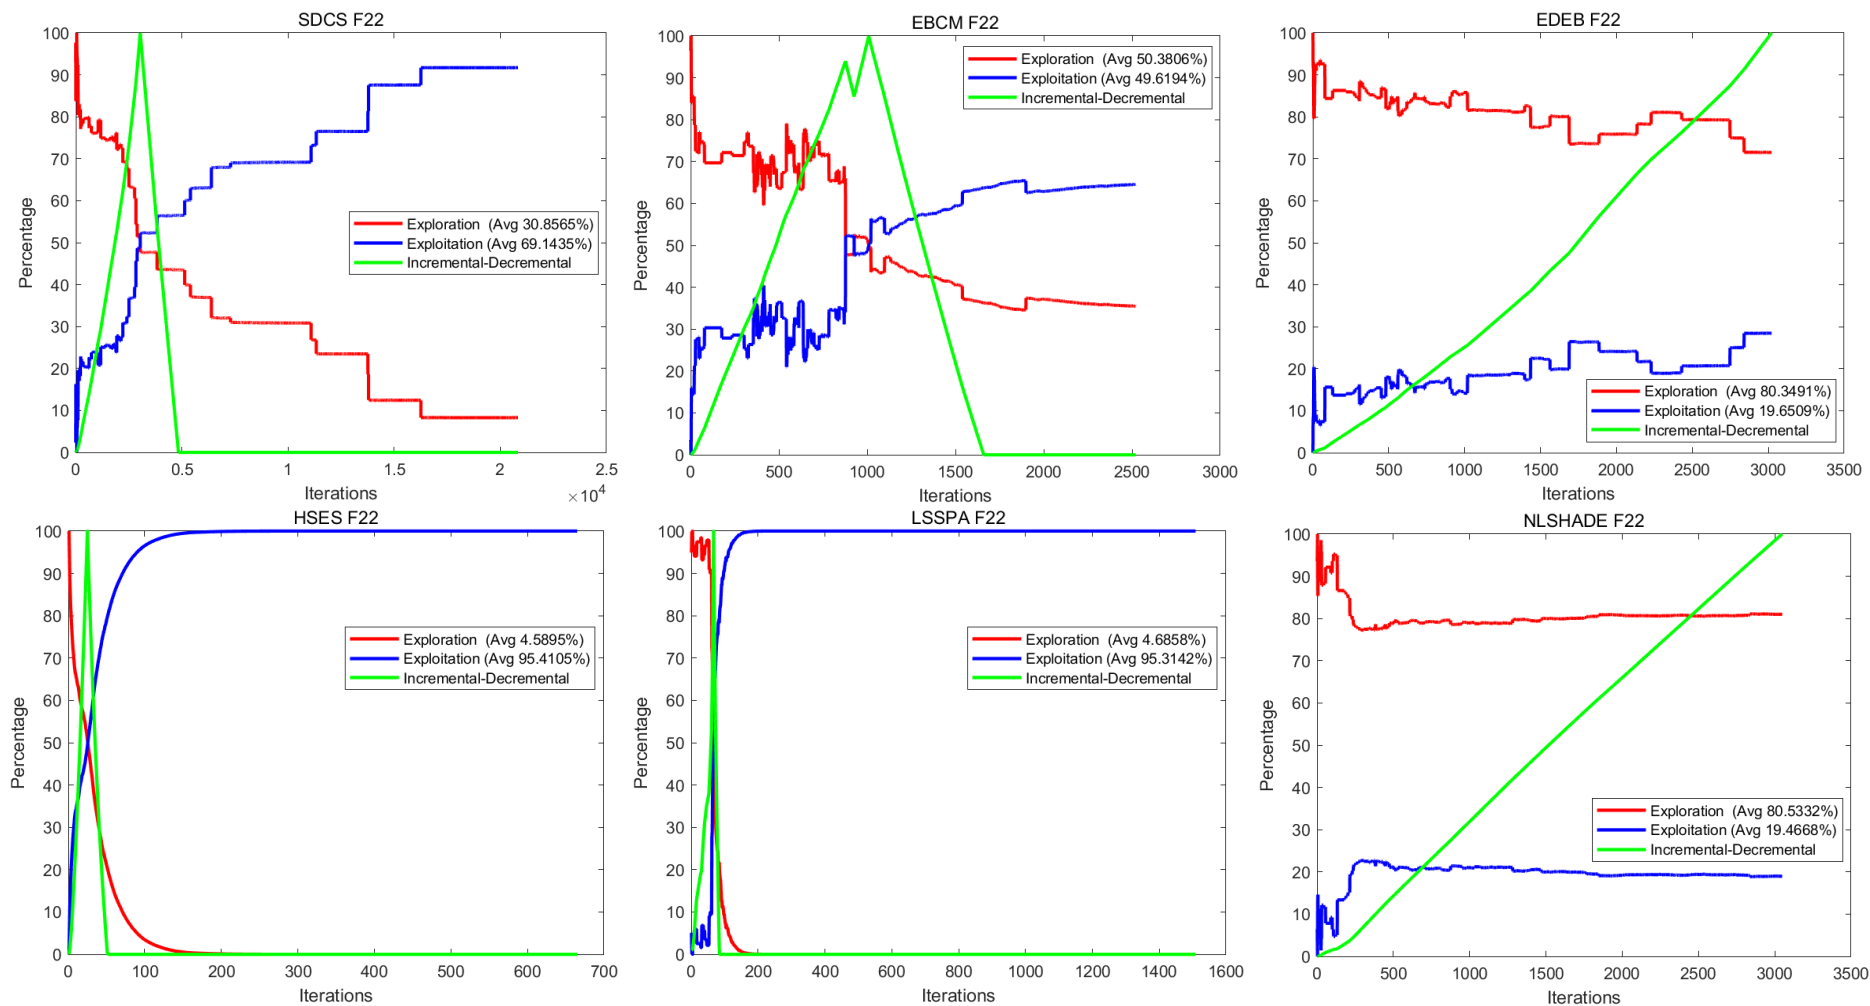 SDCS F22
100
90
80
70
60
50
40
30
20
10
0
Percentage
Exploration (Avg 30.8565%)
Exploitation (Avg 69.1435%)
Incremental-Decremental
0 0.5 1 1.5 2 2.5
Iterations
×10^4
EBCM F22
100
90
80
70
60
50
40
30
20
10
0
Percentage
Exploration (Avg 50.3806%)
Exploitation (Avg 49.6194%)
Incremental-Decremental
0 500 1000 1500 2000 2500 3000
Iterations
EDEB F22
100
90
80
70
60
50
40
30
20
10
0
Percentage
Exploration (Avg 80.3491%)
Exploitation (Avg 19.6509%)
Incremental-Decremental
0 500 1000 1500 2000 2500 3000 3500
Iterations
HSES F22
100
90
80
70
60
50
40
30
20
10
0
Percentage
Exploration (Avg 4.5895%)
Exploitation (Avg 95.4105%)
Incremental-Decremental
0 100 200 300 400 500 600 700
Iterations
LSSPA F22
100
90
80
70
60
50
40
30
20
10
0
Percentage
Exploration (Avg 4.6858%)
Exploitation (Avg 95.3142%)
Incremental-Decremental
0 200 400 600 800 1000 1200 1400 1600
Iterations
NLSHADE F22
100
90
80
70
60
50
40
30
20
10
0
Percentage
Exploration (Avg 80.5332%)
Exploitation (Avg 19.4668%)
Incremental-Decremental
0 500 1000 1500 2000 2500 3000 3500
Iterations